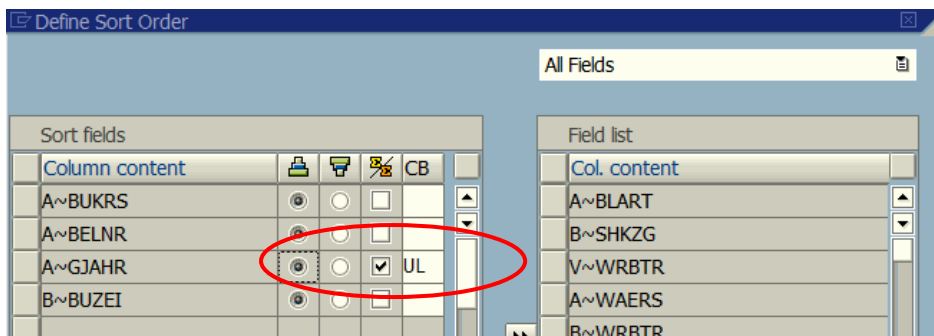 Define Sort Order
All Fields
Sort fields
Field list
Column content CB
Col. content
A~BUKRS
A~BLART
A~BELNR
B~SHKZG
A~GJAHR UL
V~WRBTR
B~BUZEI
A~WAERS
B~WRBTR